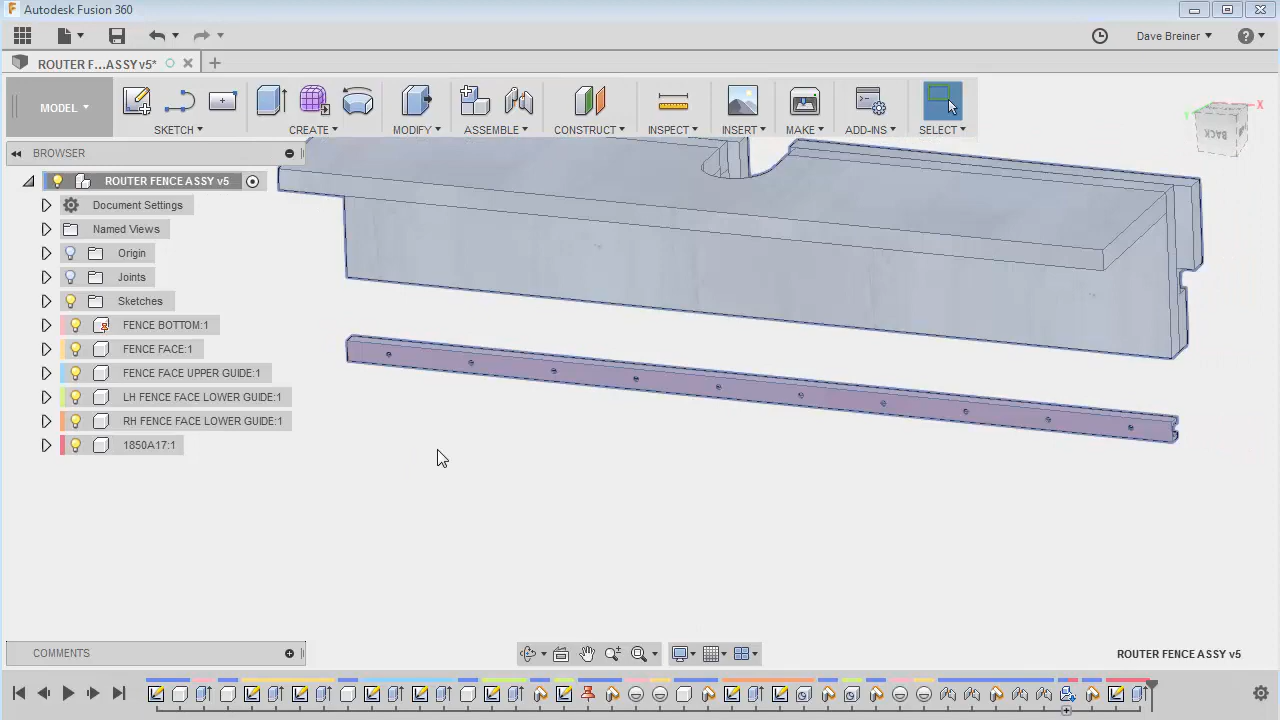 Autodesk Fusion 360
Dave Breiner
ROUTER F...ASSY v5*
MODEL
SKETCH
CREATE
MODIFY
ASSEMBLE
CONSTRUCT
INSPECT
INSERT
MAKE
ADD-INS
SELECT
X
Y
BACK
BROWSER
ROUTER FENCE ASSY v5
Document Settings
Named Views
Origin
Joints
Sketches
FENCE BOTTOM:1
FENCE FACE:1
FENCE FACE UPPER GUIDE:1
LH FENCE FACE LOWER GUIDE:1
RH FENCE FACE LOWER GUIDE:1
1850A17:1
COMMENTS
ROUTER FENCE ASSY v5